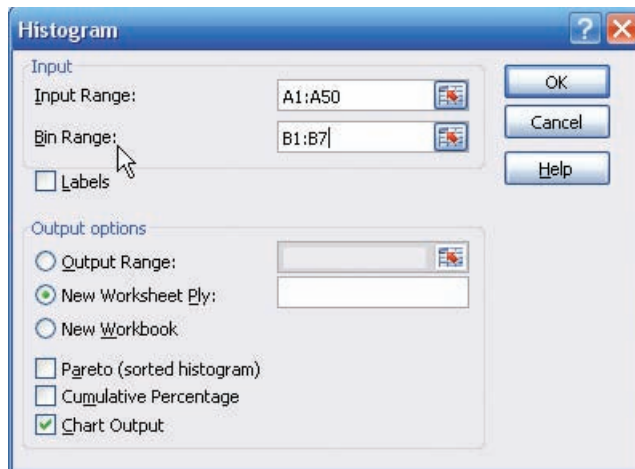 Histogram
Input
Input Range:
A1:A50
OK
Bin Range:
B1:B7
Cancel
Labels
Help
Output options
Output Range:
New Worksheet Ply:
New Workbook
Pareto (sorted histogram)
Cumulative Percentage
Chart Output